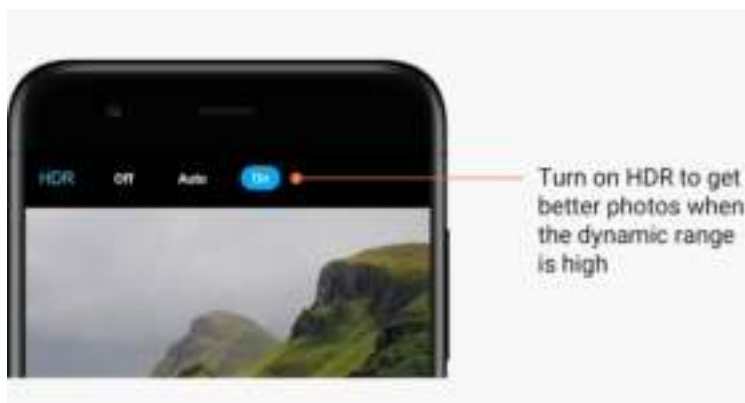 HDR Off Auto On
Turn on HDR to get
better photos when
the dynamic range
is high